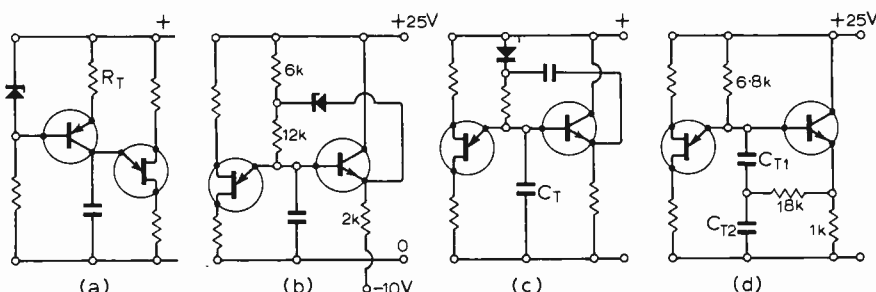 +
R_T
(a)
+25V
6k
12k
2k
0
-10V
(b)
+
C_T
(c)
+25V
6·8k
C_T1
18k
C_T2
1k
(d)